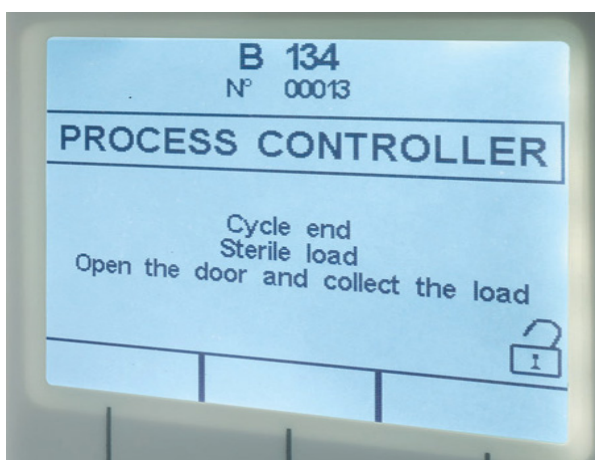 B 134
N° 00013
PROCESS CONTROLLER
Cycle end
Sterile load
Open the door and collect the load